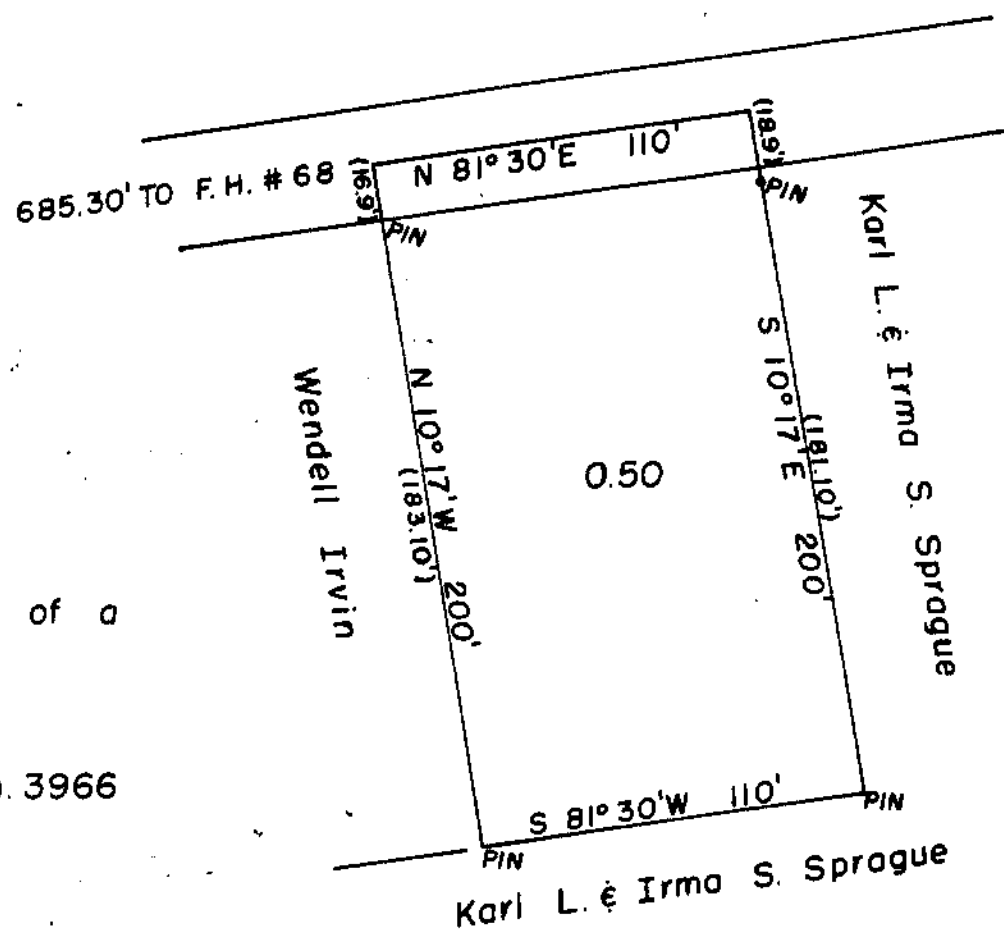 685.30' TO F.H. # 68
(16.9')
N 81° 30'E 110'
(18.9')
PIN
PIN
Karl L. & Irma S. Sprague
Wendell Irvin
N 10° 17'W 200'
(183.10')
0.50
S 10° 17'E 200'
(181.10')
of a
. 3966
S 81° 30'W 110'
PIN
PIN
Karl L. & Irma S. Sprague